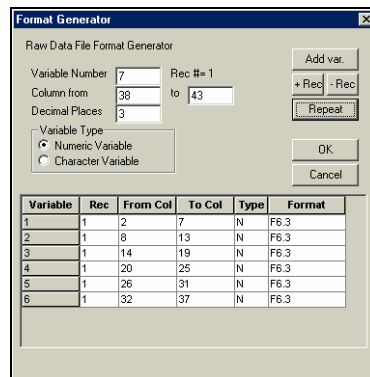 Format Generator
Raw Data File Format Generator
Add var.
Variable Number 7 Rec #= 1
+ Rec - Rec
Column from 38 to 43
Decimal Places 3
Repeat
Variable Type
Numeric Variable
Character Variable
OK
Cancel
Variable Rec From Col To Col Type Format
1 1 2 7 N F6.3
2 1 8 13 N F6.3
3 1 14 19 N F6.3
4 1 20 25 N F6.3
5 1 26 31 N F6.3
6 1 32 37 N F6.3